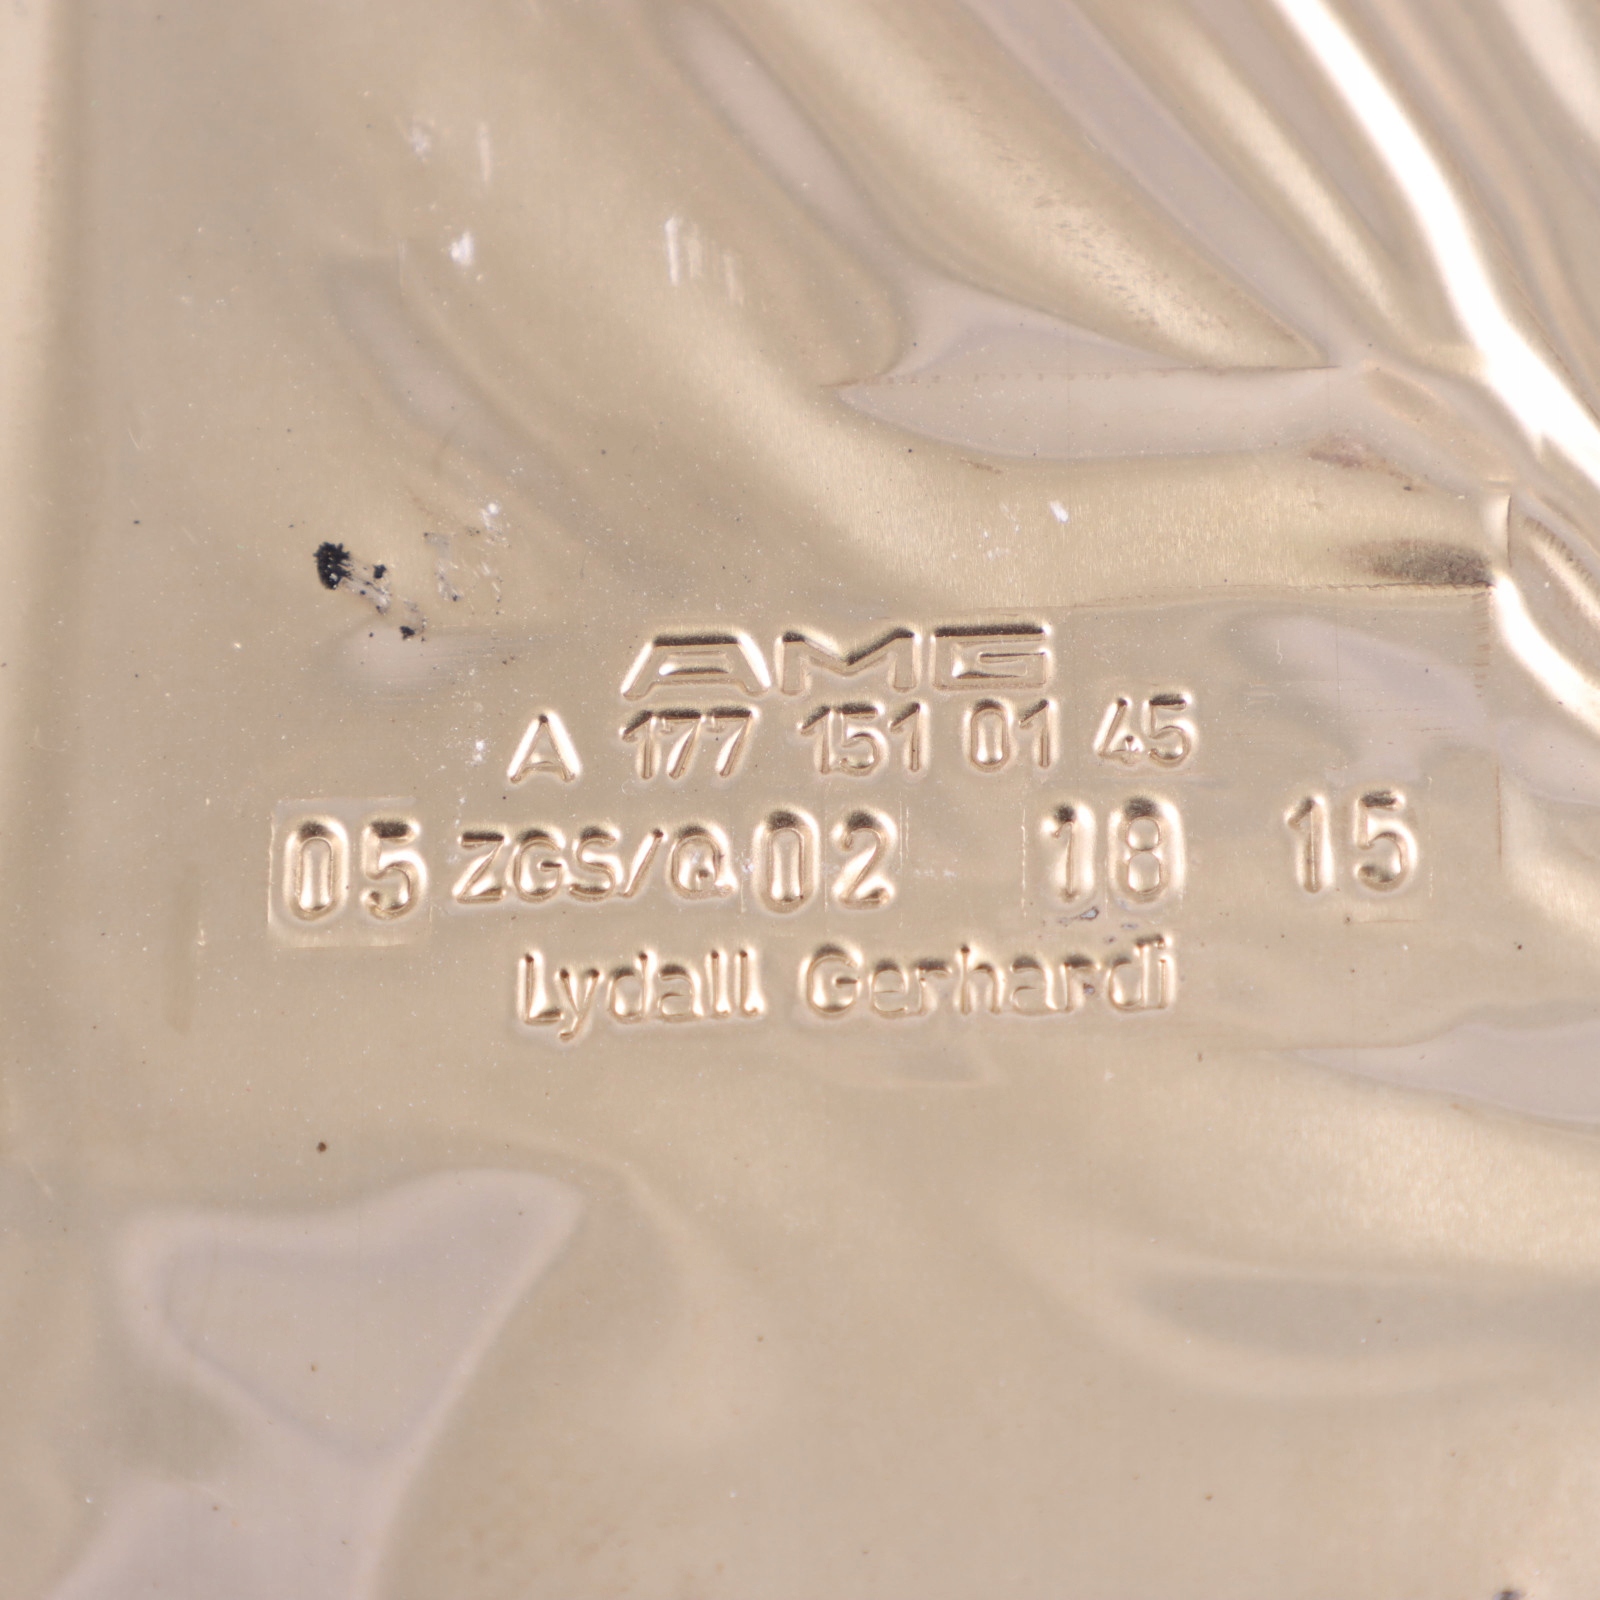 AMG
A 177 151 01 45
05 ZGS/Q 02 18 15
Lydall Gerhardi